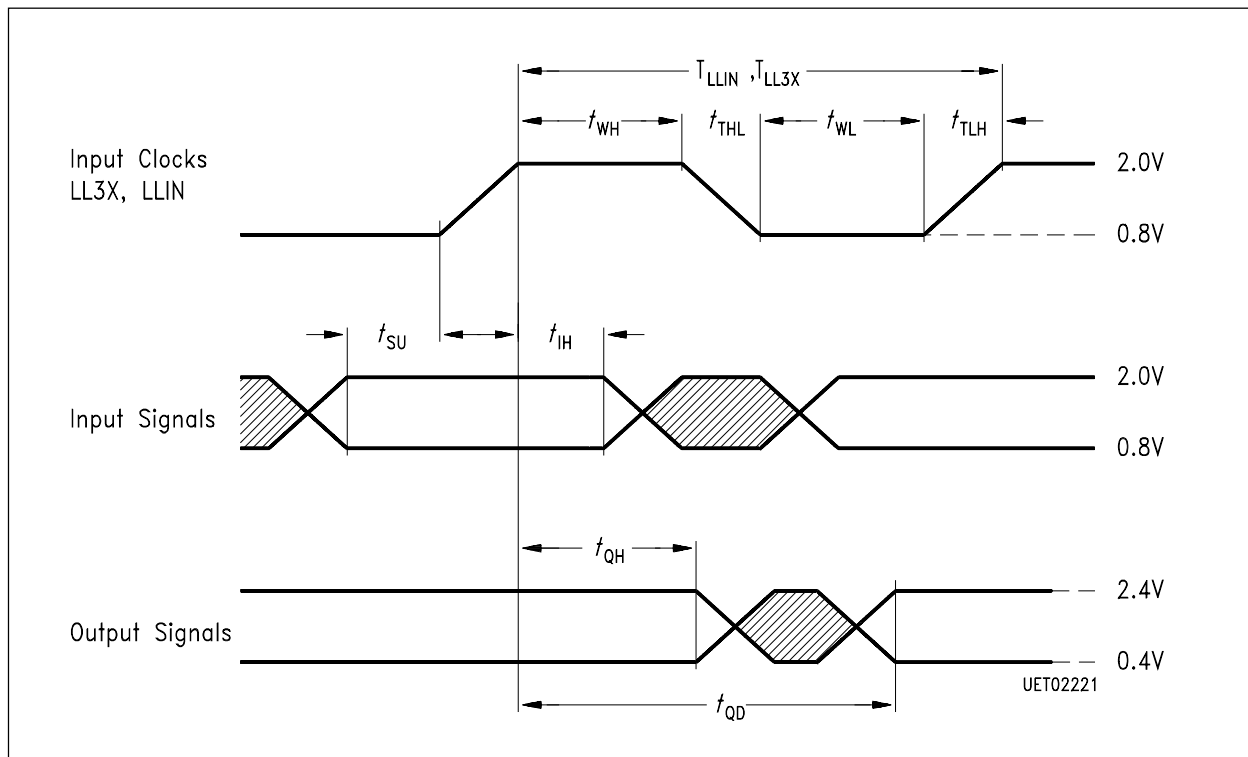 T_LLIN ,T_LL3X
t_WH t_THL t_WL t_TLH
Input Clocks
LL3X, LLIN
2.0V
0.8V
t_SU t_IH
Input Signals
2.0V
0.8V
t_QH
Output Signals
2.4V
0.4V
UET02221
t_QD